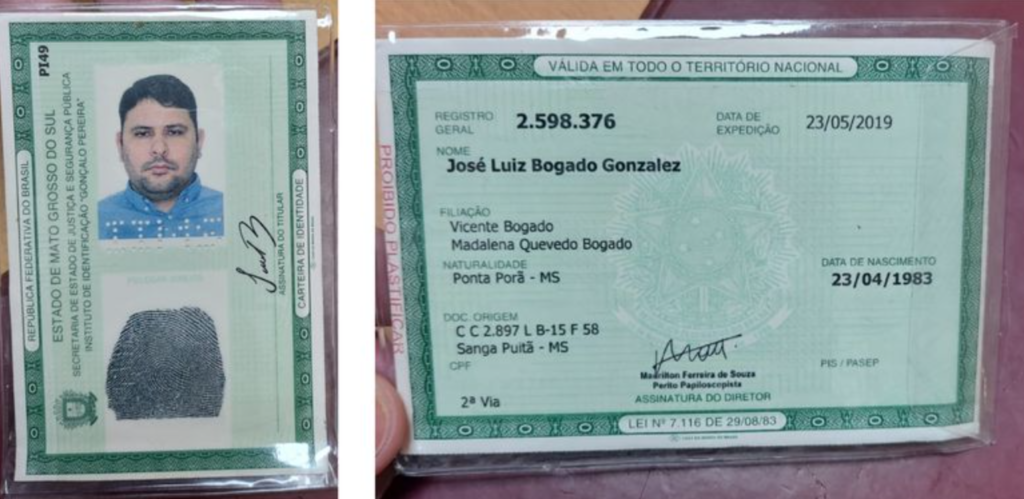 PI49
REPÚBLICA FEDERATIVA DO BRASIL
ESTADO DE MATO GROSSO DO SUL
SECRETARIA DE ESTADO DE JUSTIÇA E SEGURANÇA PÚBLICA
INSTITUTO DE IDENTIFICAÇÃO "GONÇALO PEREIRA"
ASSINATURA DO TITULAR
CARTEIRA DE IDENTIDADE
VÁLIDA EM TODO O TERRITÓRIO NACIONAL
PROIBIDO PLASTIFICAR
REGISTRO GERAL 2.598.376 DATA DE EXPEDIÇÃO 23/05/2019
NOME
José Luiz Bogado Gonzalez
FILIAÇÃO
Vicente Bogado
Madalena Quevedo Bogado
NATURALIDADE
Ponta Porã - MS
DATA DE NASCIMENTO
23/04/1983
DOC. ORIGEM
C C 2.897 L B-15 F 58
Sanga Puitã - MS
CPF
PIS / PASEP
Ferreira de Souza
Perito Papiloscopista
2ª Via
ASSINATURA DO DIRETOR
LEI Nº 7.116 DE 29/08/83